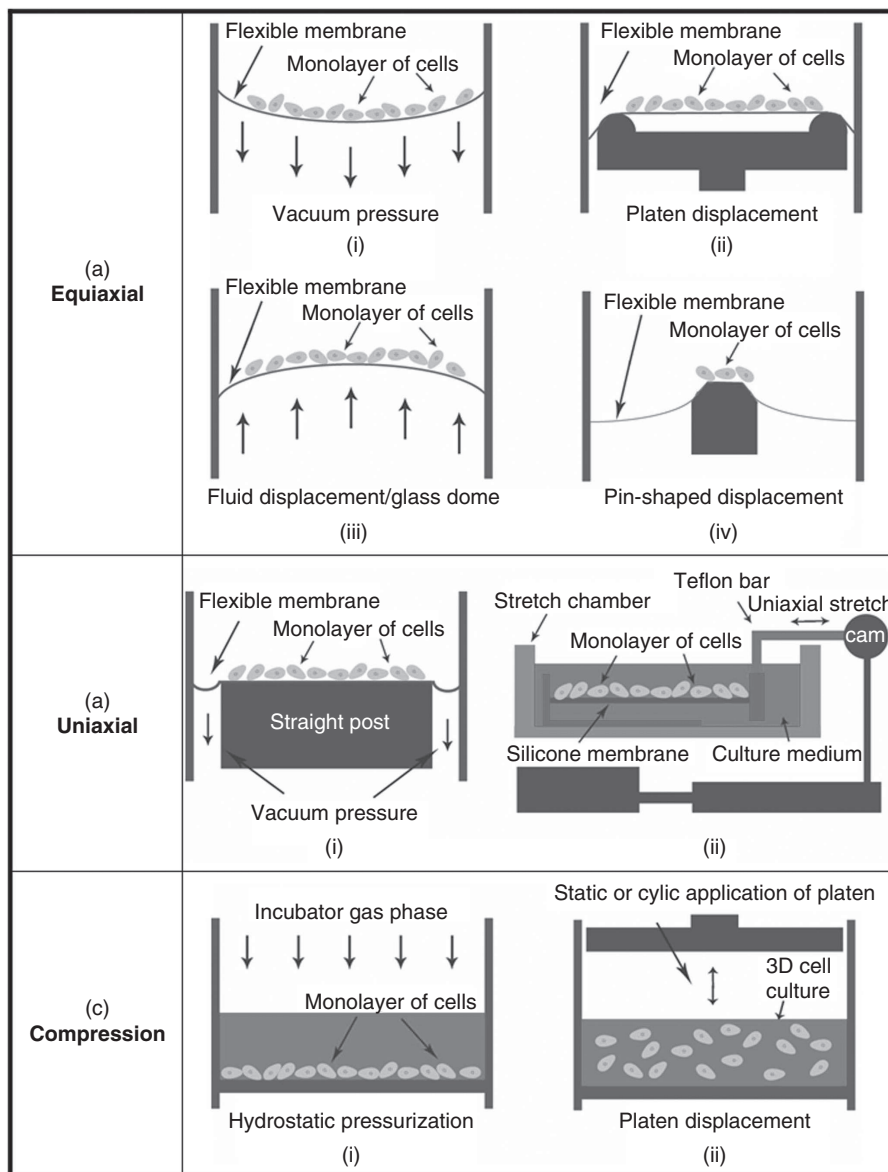 (a)
Equiaxial
Flexible membrane
Monolayer of cells
Vacuum pressure
(i)
Flexible membrane
Monolayer of cells
Platen displacement
(ii)
Flexible membrane
Monolayer of cells
Fluid displacement/glass dome
(iii)
Flexible membrane
Monolayer of cells
Pin-shaped displacement
(iv)
(a)
Uniaxial
Flexible membrane
Monolayer of cells
Straight post
Vacuum pressure
(i)
Teflon bar
Stretch chamber
Uniaxial stretch
cam
Monolayer of cells
Silicone membrane
Culture medium
(ii)
(c)
Compression
Incubator gas phase
Monolayer of cells
Hydrostatic pressurization
(i)
Static or cylic application of platen
3D cell
culture
Platen displacement
(ii)